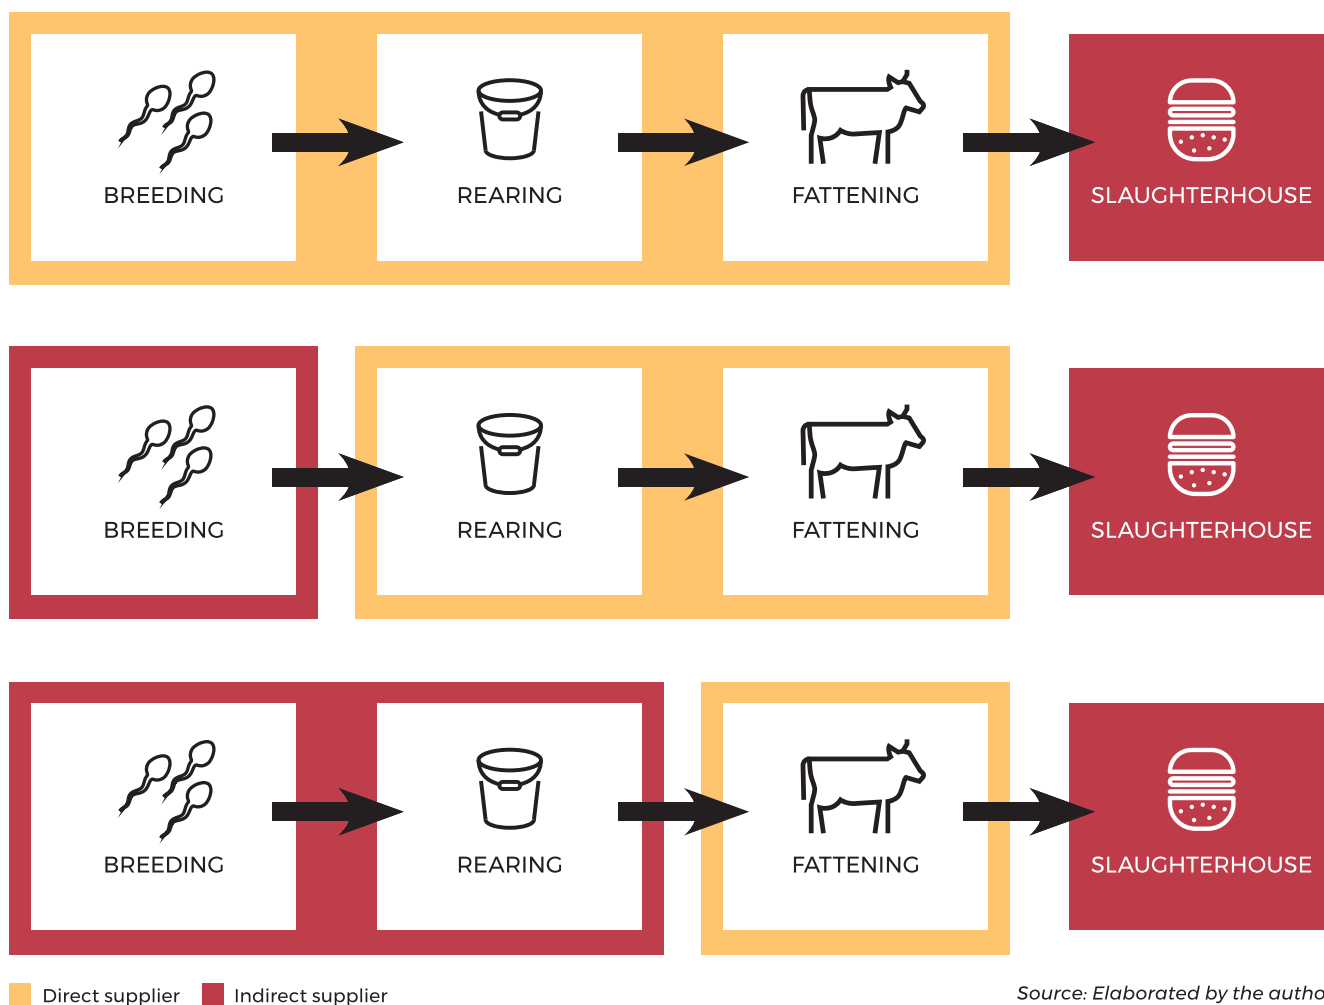 BREEDING REARING FATTENING SLAUGHTERHOUSE
BREEDING REARING FATTENING SLAUGHTERHOUSE
BREEDING REARING FATTENING SLAUGHTERHOUSE
Direct supplier Indirect supplier Source: Elaborated by the autho